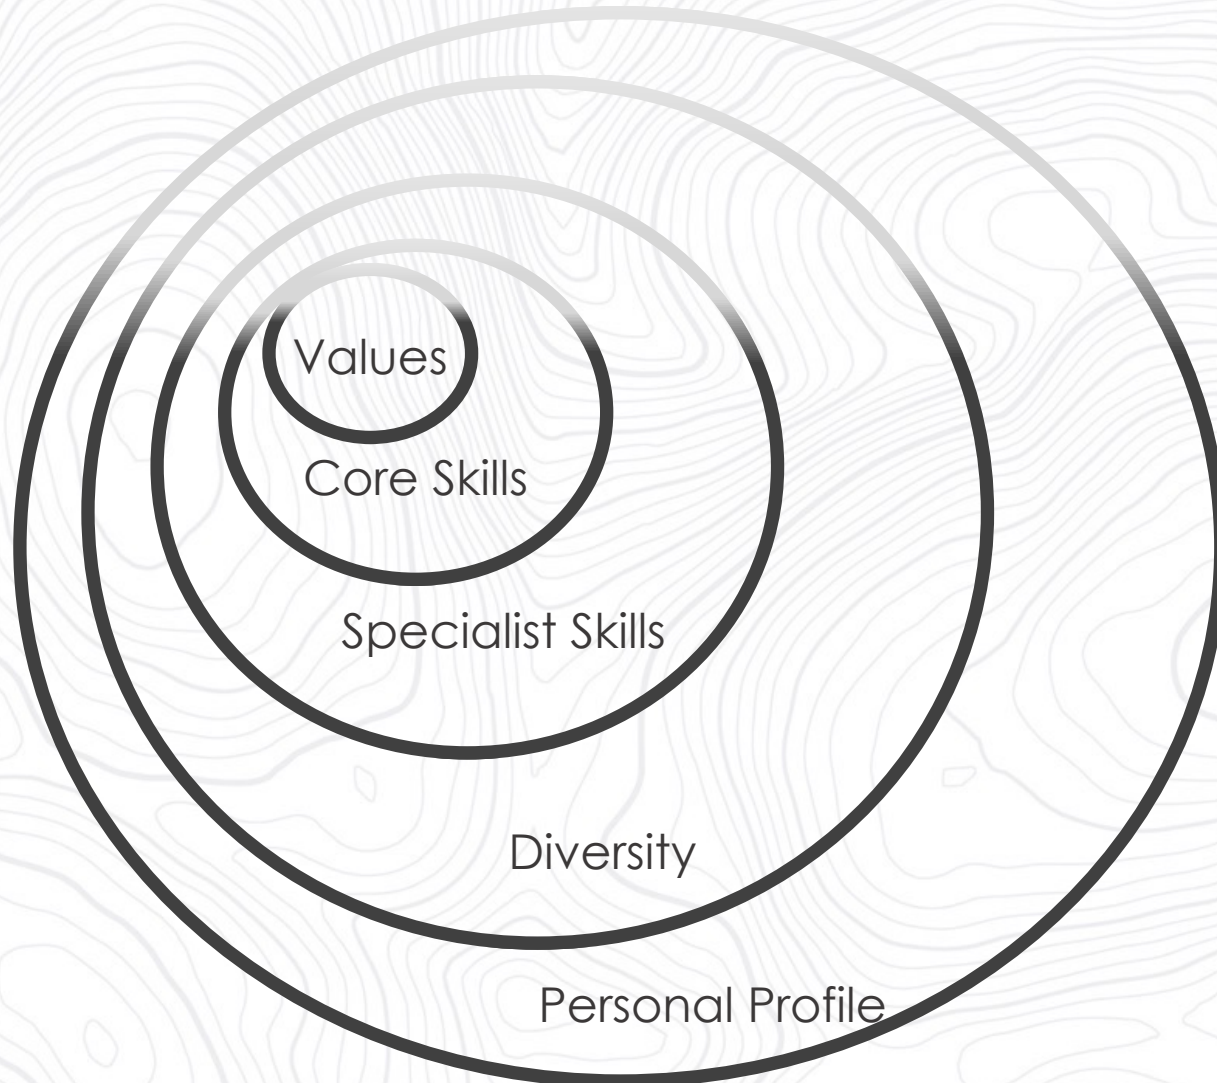 Values
Core Skills
Specialist Skills
Diversity
Personal Profile